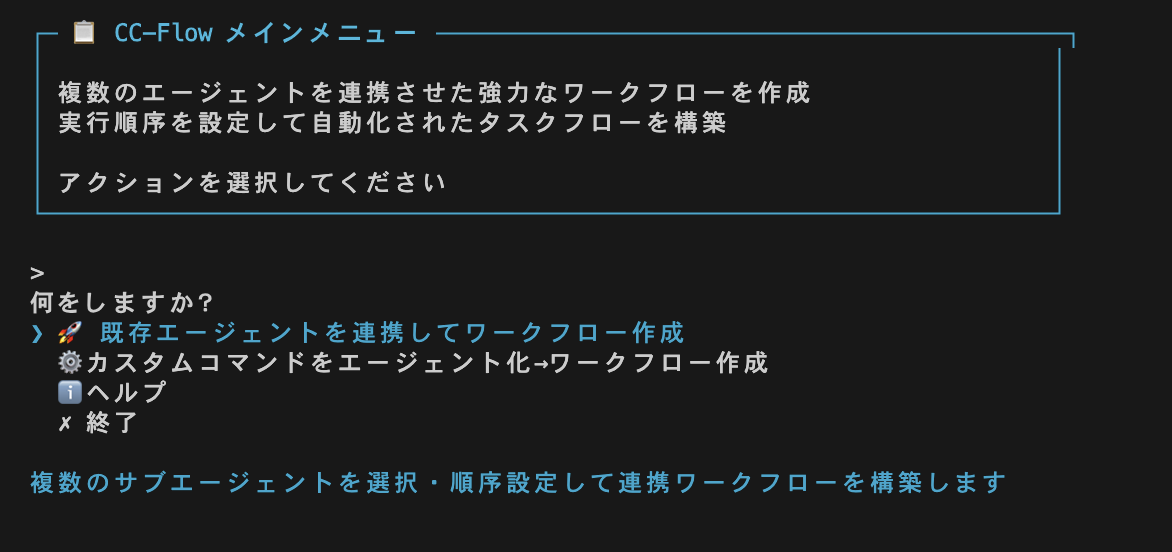 📋 CC-Flow メインメニュー
複数のエージェントを連携させた強力なワークフローを作成
実行順序を設定して自動化されたタスクフローを構築
アクションを選択してください
>
何をしますか?
❯ 🚀 既存エージェントを連携してワークフロー作成
⚙️カスタムコマンドをエージェント化→ワークフロー作成
ℹ️ヘルプ
✗ 終了
複数のサブエージェントを選択・順序設定して連携ワークフローを構築します